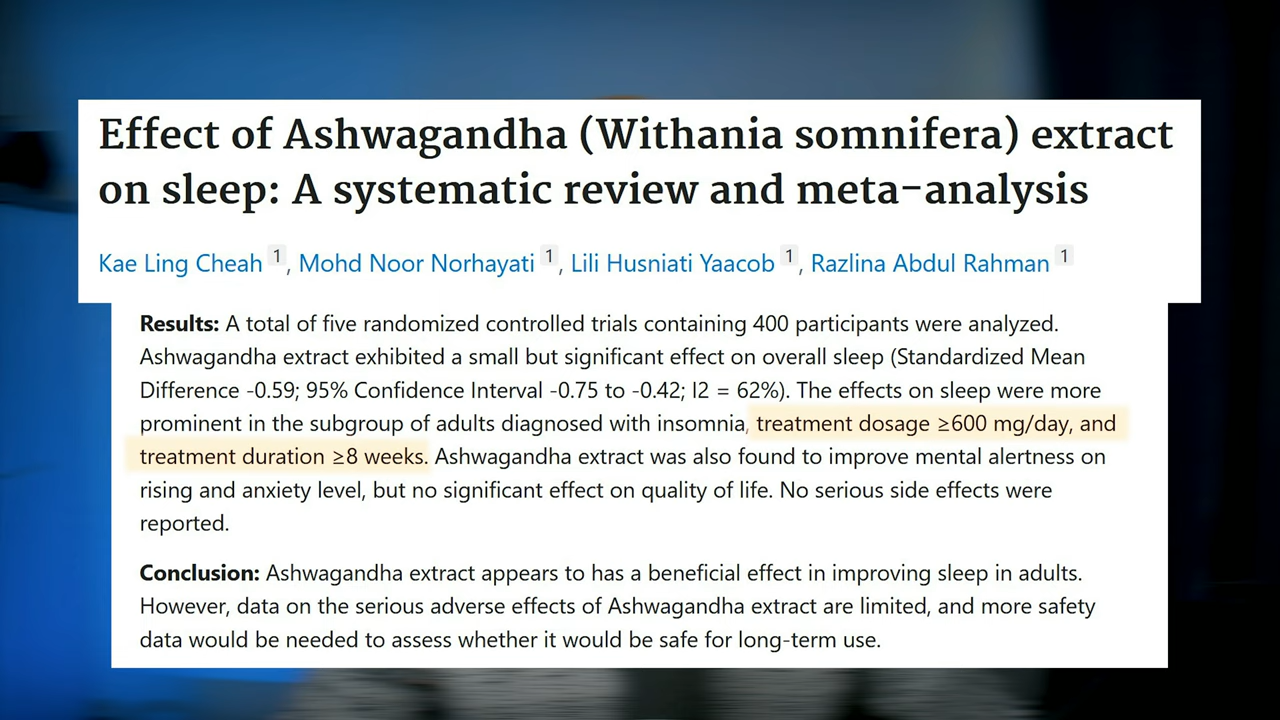 Effect of Ashwagandha (Withania somnifera) extract
on sleep: A systematic review and meta-analysis
Kae Ling Cheah 1, Mohd Noor Norhayati 1, Lili Husniati Yaacob 1, Razlina Abdul Rahman 1
Results: A total of five randomized controlled trials containing 400 participants were analyzed.
Ashwagandha extract exhibited a small but significant effect on overall sleep (Standardized Mean
Difference -0.59; 95% Confidence Interval -0.75 to -0.42; I2 = 62%). The effects on sleep were more
prominent in the subgroup of adults diagnosed with insomnia, treatment dosage ≥600 mg/day, and
treatment duration ≥8 weeks. Ashwagandha extract was also found to improve mental alertness on
rising and anxiety level, but no significant effect on quality of life. No serious side effects were
reported.
Conclusion: Ashwagandha extract appears to has a beneficial effect in improving sleep in adults.
However, data on the serious adverse effects of Ashwagandha extract are limited, and more safety
data would be needed to assess whether it would be safe for long-term use.